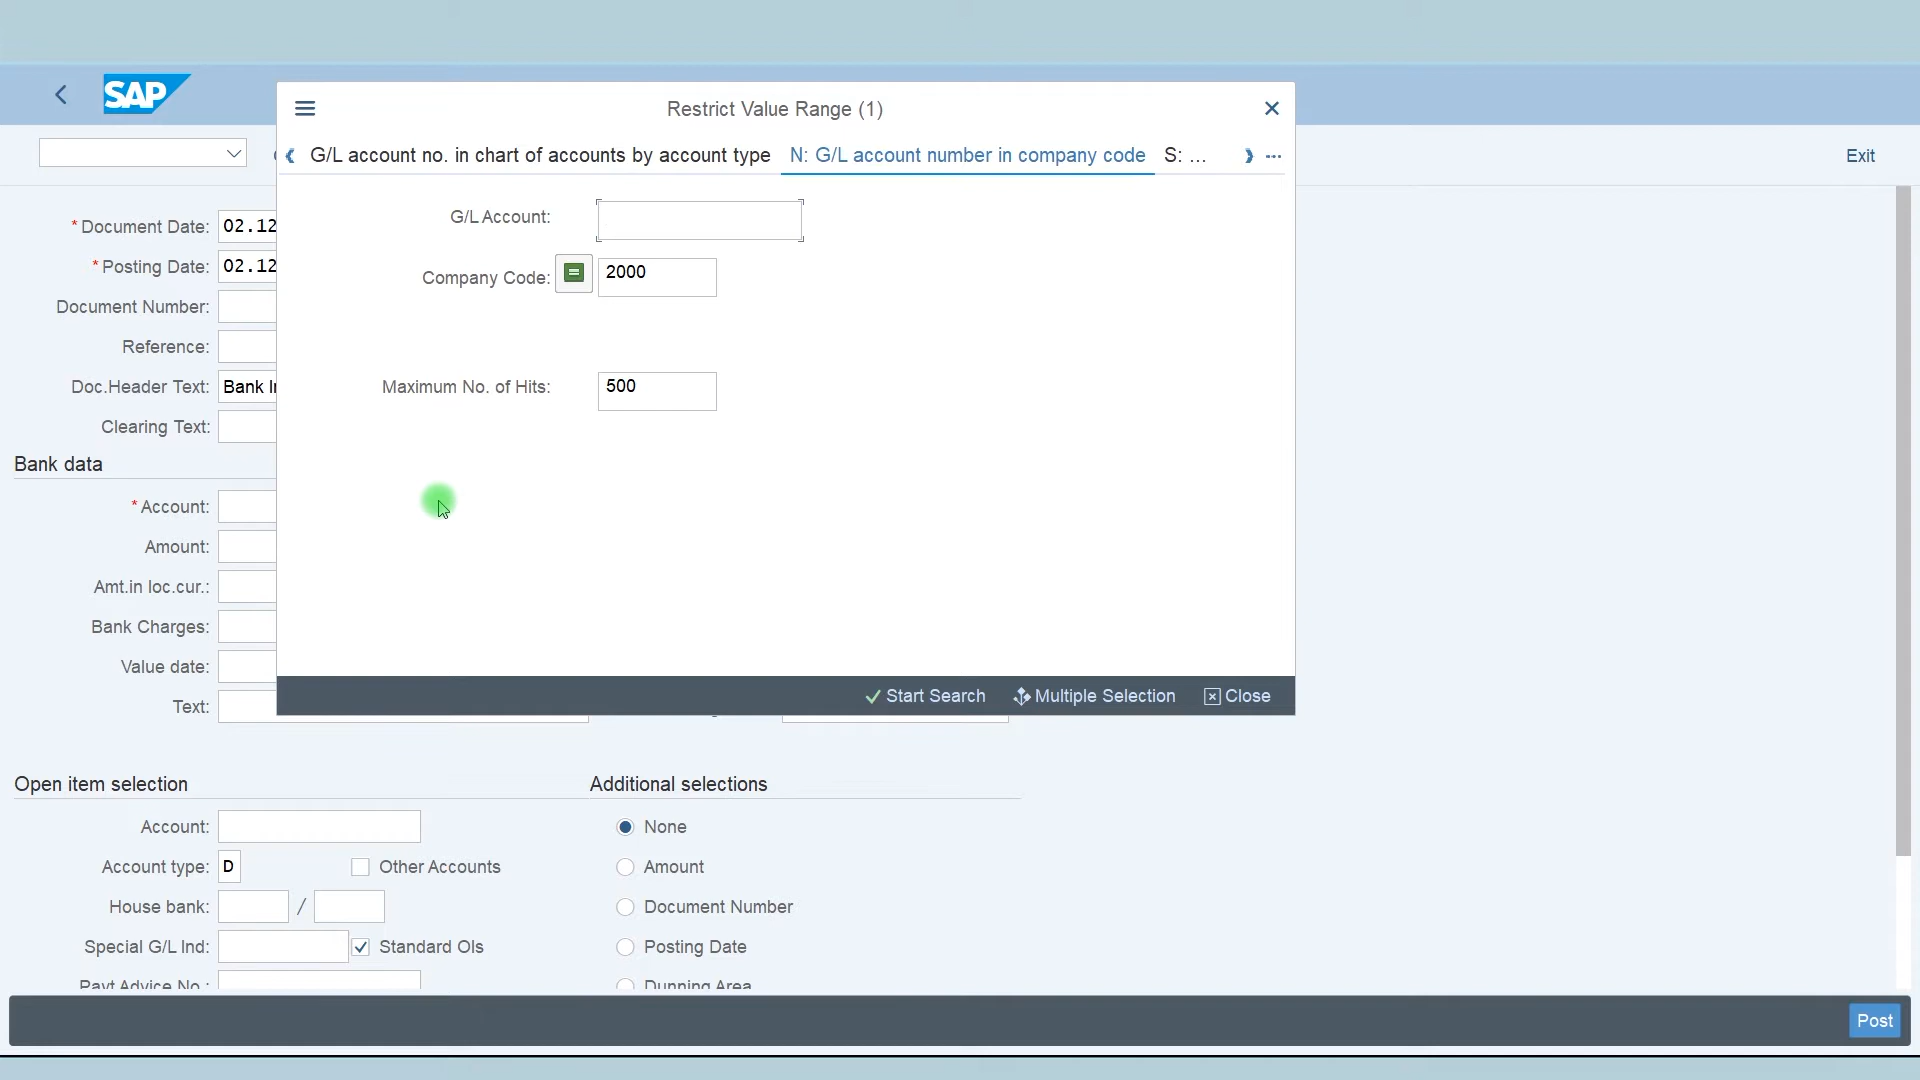 SAP
Restrict Value Range (1)
G/L account no. in chart of accounts by account type
N: G/L account number in company code
S: ...
Exit
G/L Account:
Company Code: 2000
Maximum No. of Hits: 500
Start Search
Multiple Selection
Close
* Document Date: 02.12
* Posting Date: 02.12
Document Number:
Reference:
Doc.Header Text: Bank
Clearing Text:
Bank data
* Account:
Amount:
Amt.in loc.cur.:
Bank Charges:
Value date:
Text:
Open item selection
Account:
Account type: D
Other Accounts
House bank: /
Special G/L Ind:
Standard OIs
Payt Advice No.:
Additional selections
None
Amount
Document Number
Posting Date
Dunning Area
Post